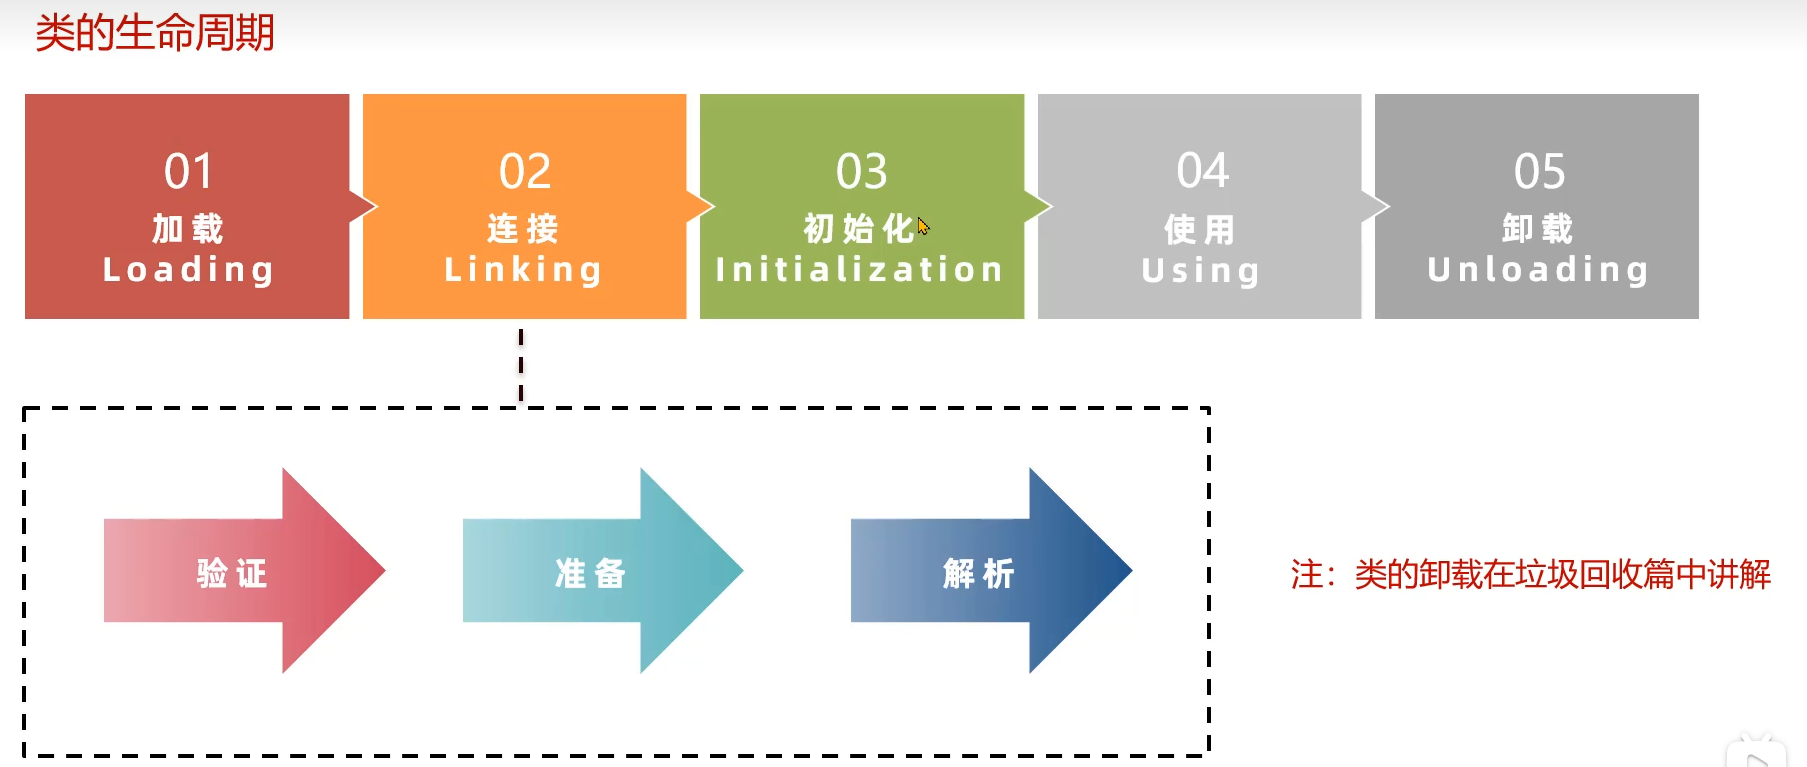 类的生命周期
01
加载
Loading
02
连接
Linking
03
初始化
Initialization
04
使用
Using
05
卸载
Unloading
验证
准备
解析
注：类的卸载在垃圾回收篇中讲解